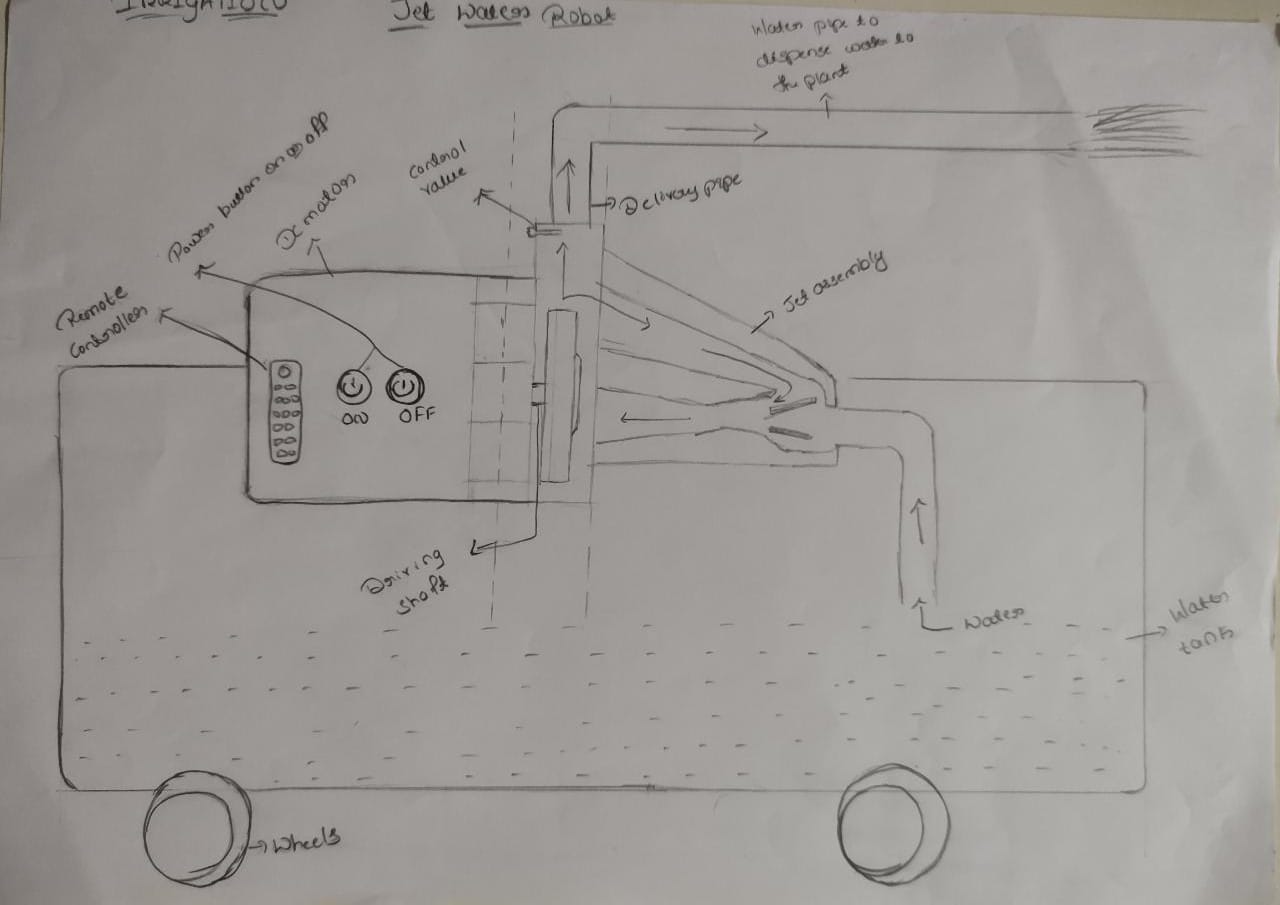 IRRIGATION
Jet Water Robot
Water pipe to
dispense water to
the plant
Power button on & off
DC motor
Control
valve
Delivery pipe
Remote
controller
Jet assembly
ON OFF
Driving
shaft
Water
Water
tank
Wheels